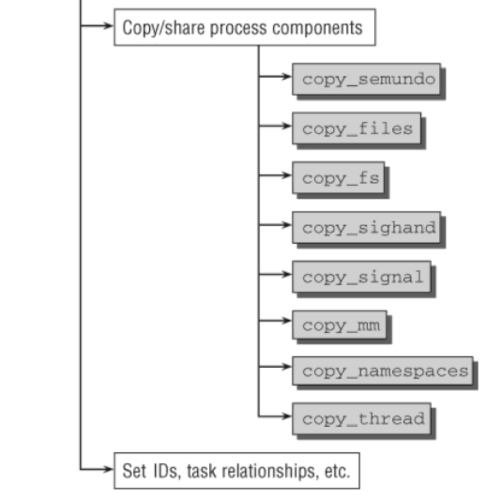 Copy/share process components
copy_semundo
copy_files
copy_fs
copy_sighand
copy_signal
copy_mm
copy_namespaces
copy_thread
Set IDs, task relationships, etc.